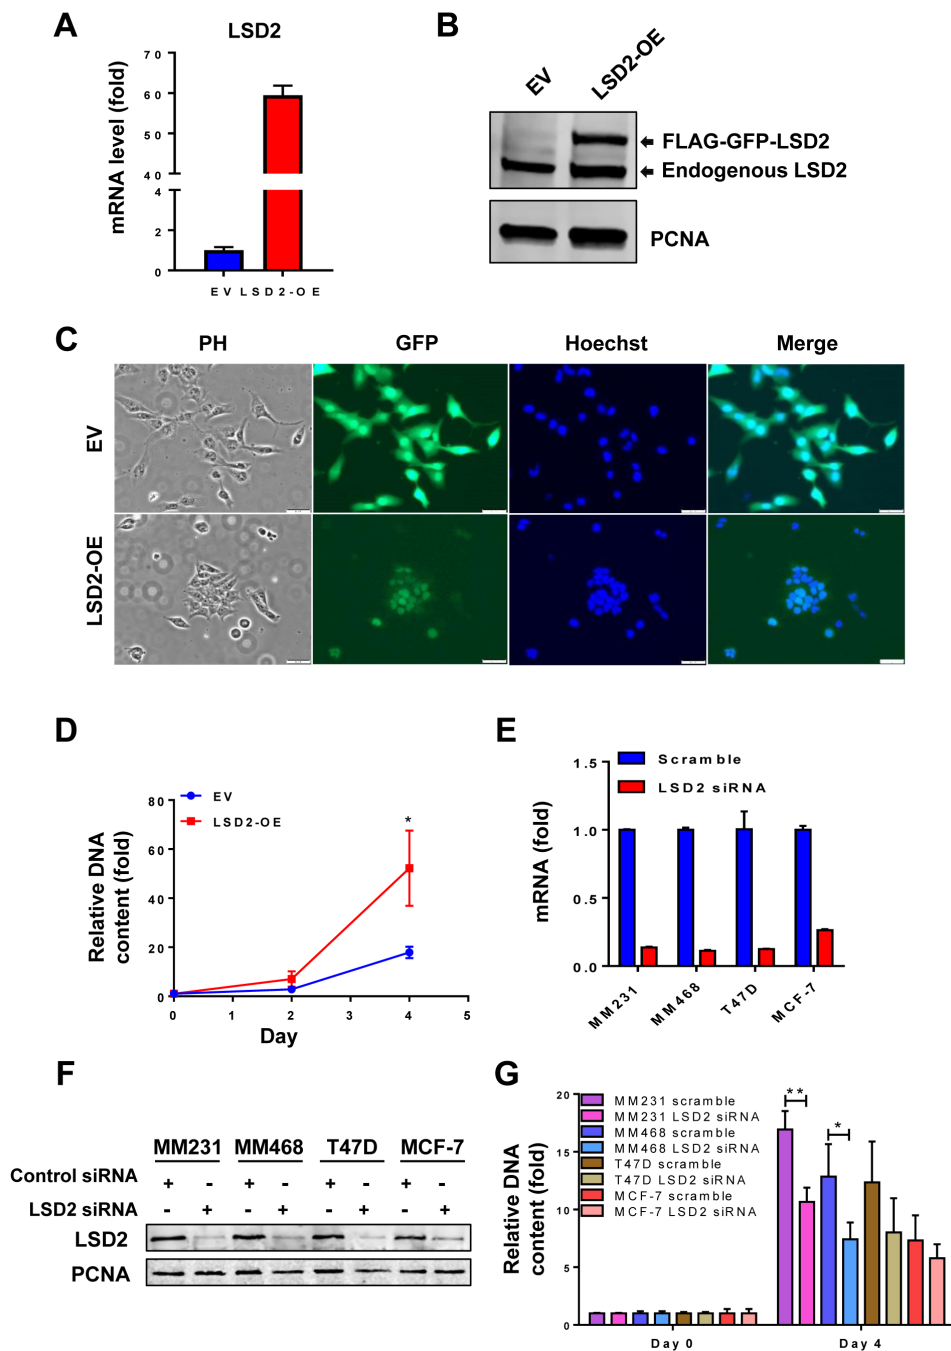 A
LSD2
mRNA level (fold)
70
60
50
40
4
2
0
EV LSD2-OE
B
EV
LSD2-OE
FLAG-GFP-LSD2
Endogenous LSD2
PCNA
C
PH
GFP
Hoechst
Merge
EV
LSD2-OE
D
EV
LSD2-OE
Relative DNA
content (fold)
80
60
40
20
0
*
0 1 2 3 4 5
Day
E
Scramble
LSD2 siRNA
mRNA (fold)
1.5
1.0
0.5
0.0
MM231
MM468
T47D
MCF-7
F
MM231 MM468 T47D MCF-7
Control siRNA + - + - + - + -
LSD2 siRNA - + - + - + - +
LSD2
PCNA
G
Relative DNA
content (fold)
20
15
10
5
0
MM231 scramble
MM231 LSD2 siRNA
MM468 scramble
MM468 LSD2 siRNA
T47D scramble
T47D LSD2 siRNA
MCF-7 scramble
MCF-7 LSD2 siRNA
**
*
Day 0
Day 4